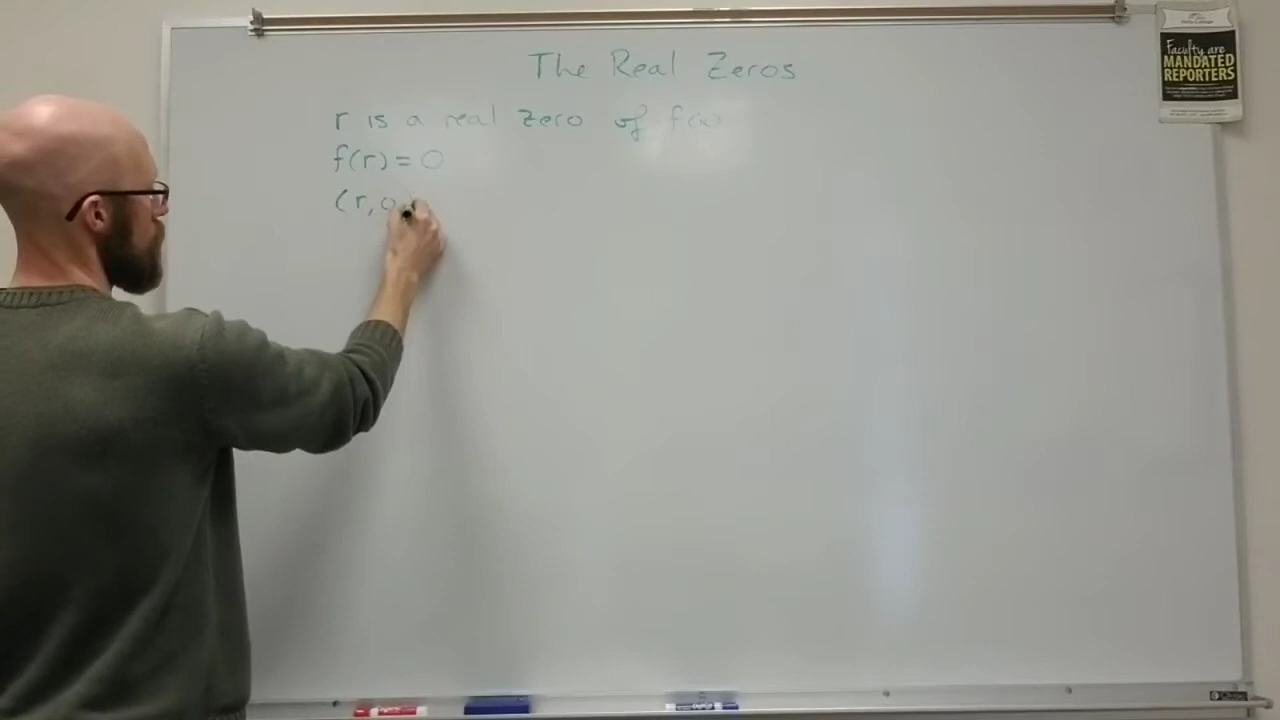 The Real Zeros
r is a real zero of f(x)
f(r) = 0
(r, 0
Faculty are
MANDATED
REPORTERS